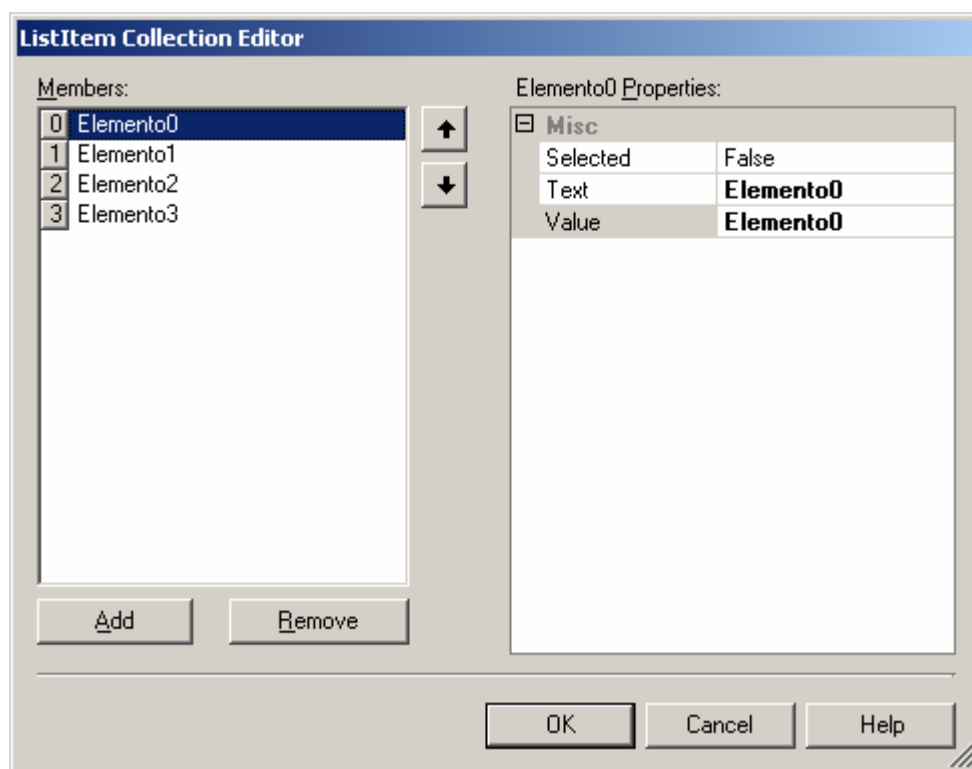 ListItem Collection Editor
Members:
0 Elemento0
1 Elemento1
2 Elemento2
3 Elemento3
Add
Remove
Elemento0 Properties:
Misc
Selected False
Text Elemento0
Value Elemento0
OK
Cancel
Help